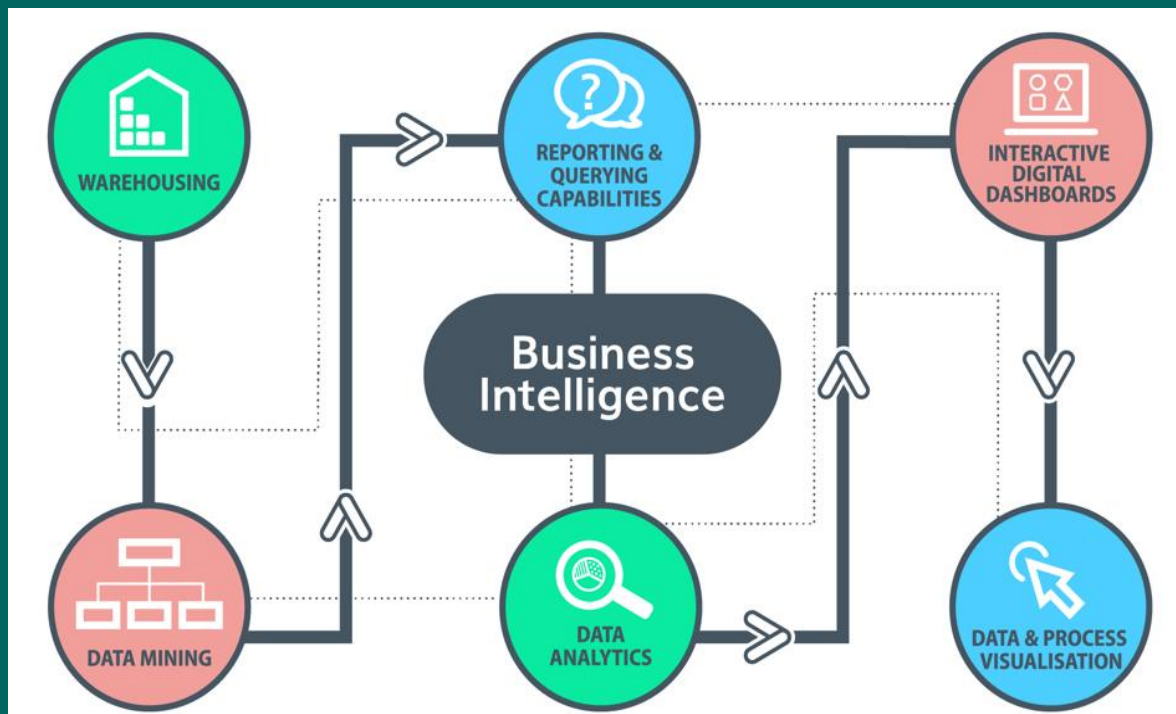 WAREHOUSING
DATA MINING
?
REPORTING &
QUERYING
CAPABILITIES
Business
Intelligence
DATA
ANALYTICS
INTERACTIVE
DIGITAL
DASHBOARDS
DATA & PROCESS
VISUALISATION